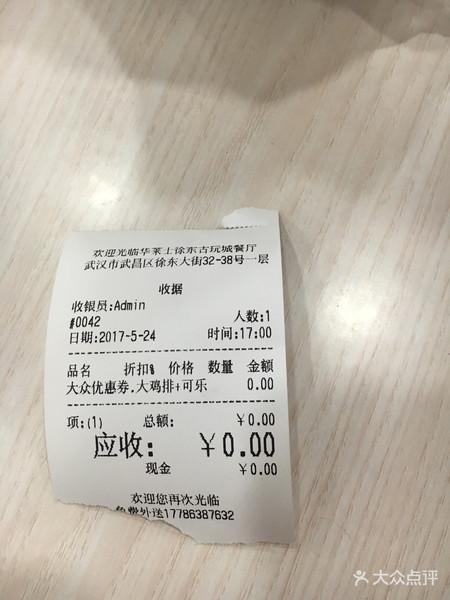 欢迎光临华莱士徐东古玩城餐厅
武汉市武昌区徐东大街32-38号一层
收据
收银员:Admin
#0042 人数:1
日期:2017-5-24 时间:17:00
品名 折扣% 价格 数量 金额
大众优惠券.大鸡排+可乐 0.00
项:(1) 总额: ¥0.00
应收: ¥0.00
现金 ¥0.00
欢迎您再次光临
免费外送17786387632
大众点评